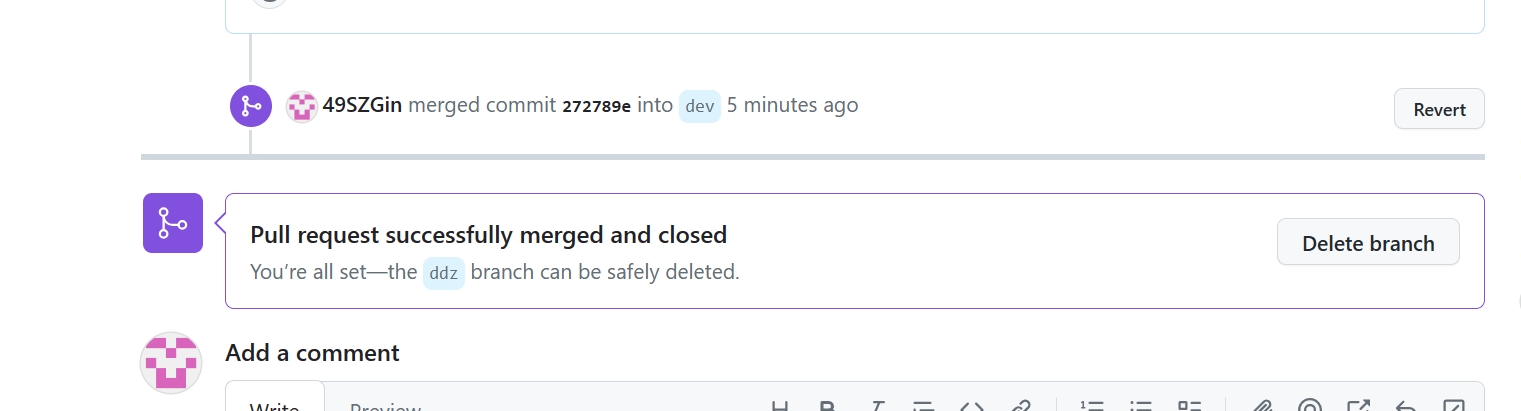 49SZGin merged commit 272789e into dev 5 minutes ago
Revert
Pull request successfully merged and closed
You’re all set—the ddz branch can be safely deleted.
Delete branch
Add a comment
Write Preview